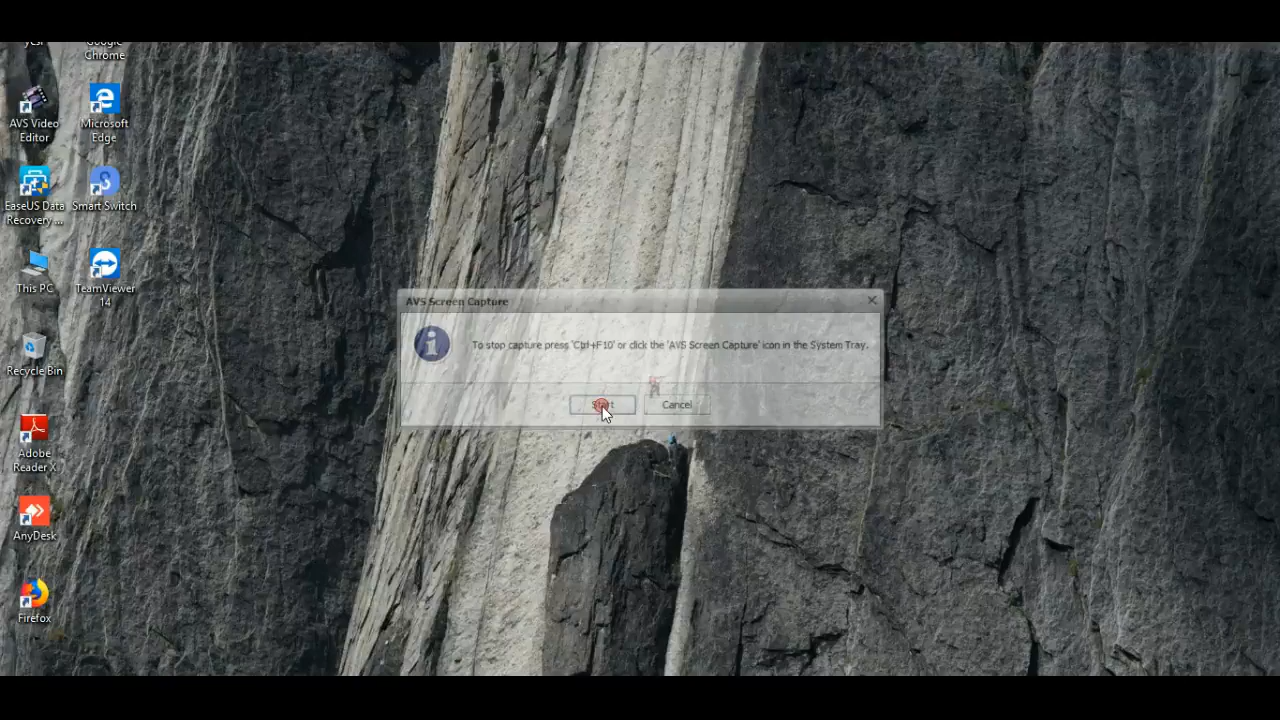 Google
Chrome
AVS Video
Editor
Microsoft
Edge
EaseUS Data
Recovery ...
Smart Switch
This PC
TeamViewer
14
Recycle Bin
Adobe
Reader X
AnyDesk
Firefox
AVS Screen Capture
To stop capture press 'Ctrl+F10' or click the 'AVS Screen Capture' icon in the System Tray.
Start
Cancel